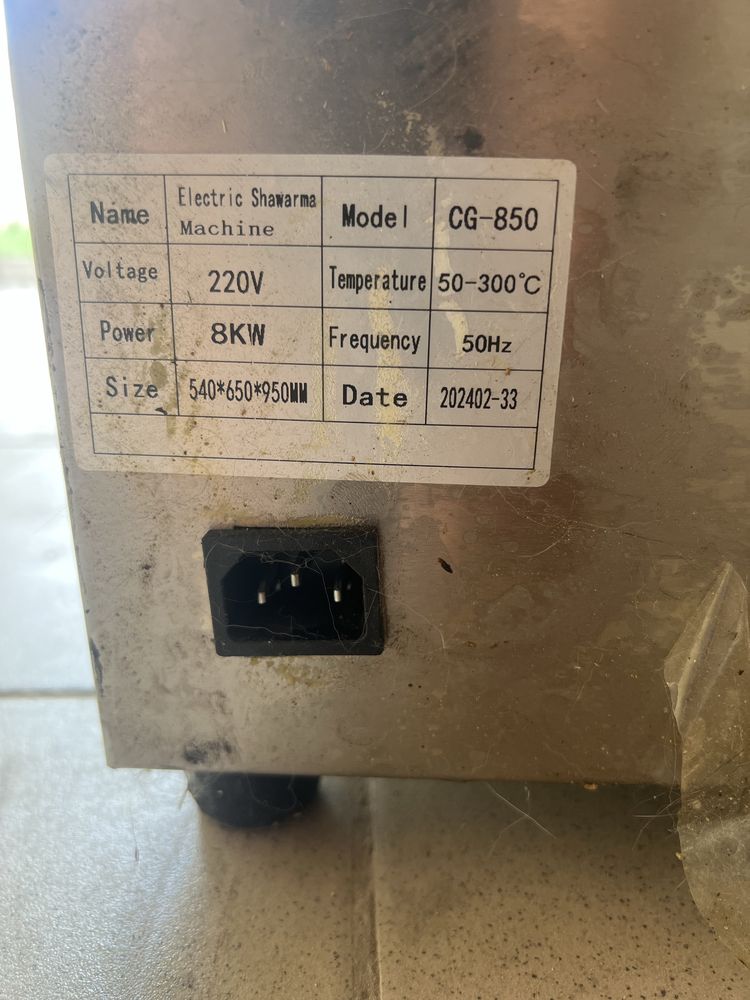 Name Electric Shawarma Machine Model CG-850
Voltage 220V Temperature 50-300℃
Power 8KW Frequency 50Hz
Size 540*650*950MM Date 202402-33